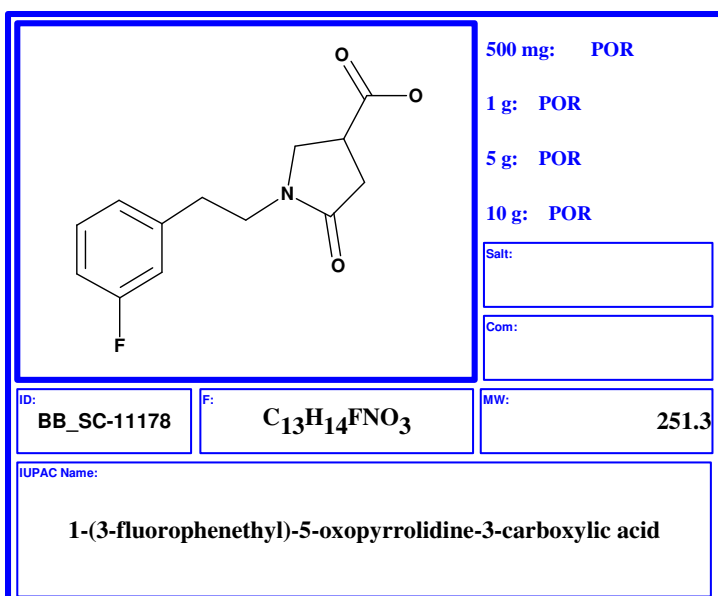 O
O
N
O
F
500 mg: POR
1 g: POR
5 g: POR
10 g: POR
Salt:
Com:
ID:
BB_SC-11178
F:
C13H14FNO3
MW:
251.3
IUPAC Name:
1-(3-fluorophenethyl)-5-oxopyrrolidine-3-carboxylic acid